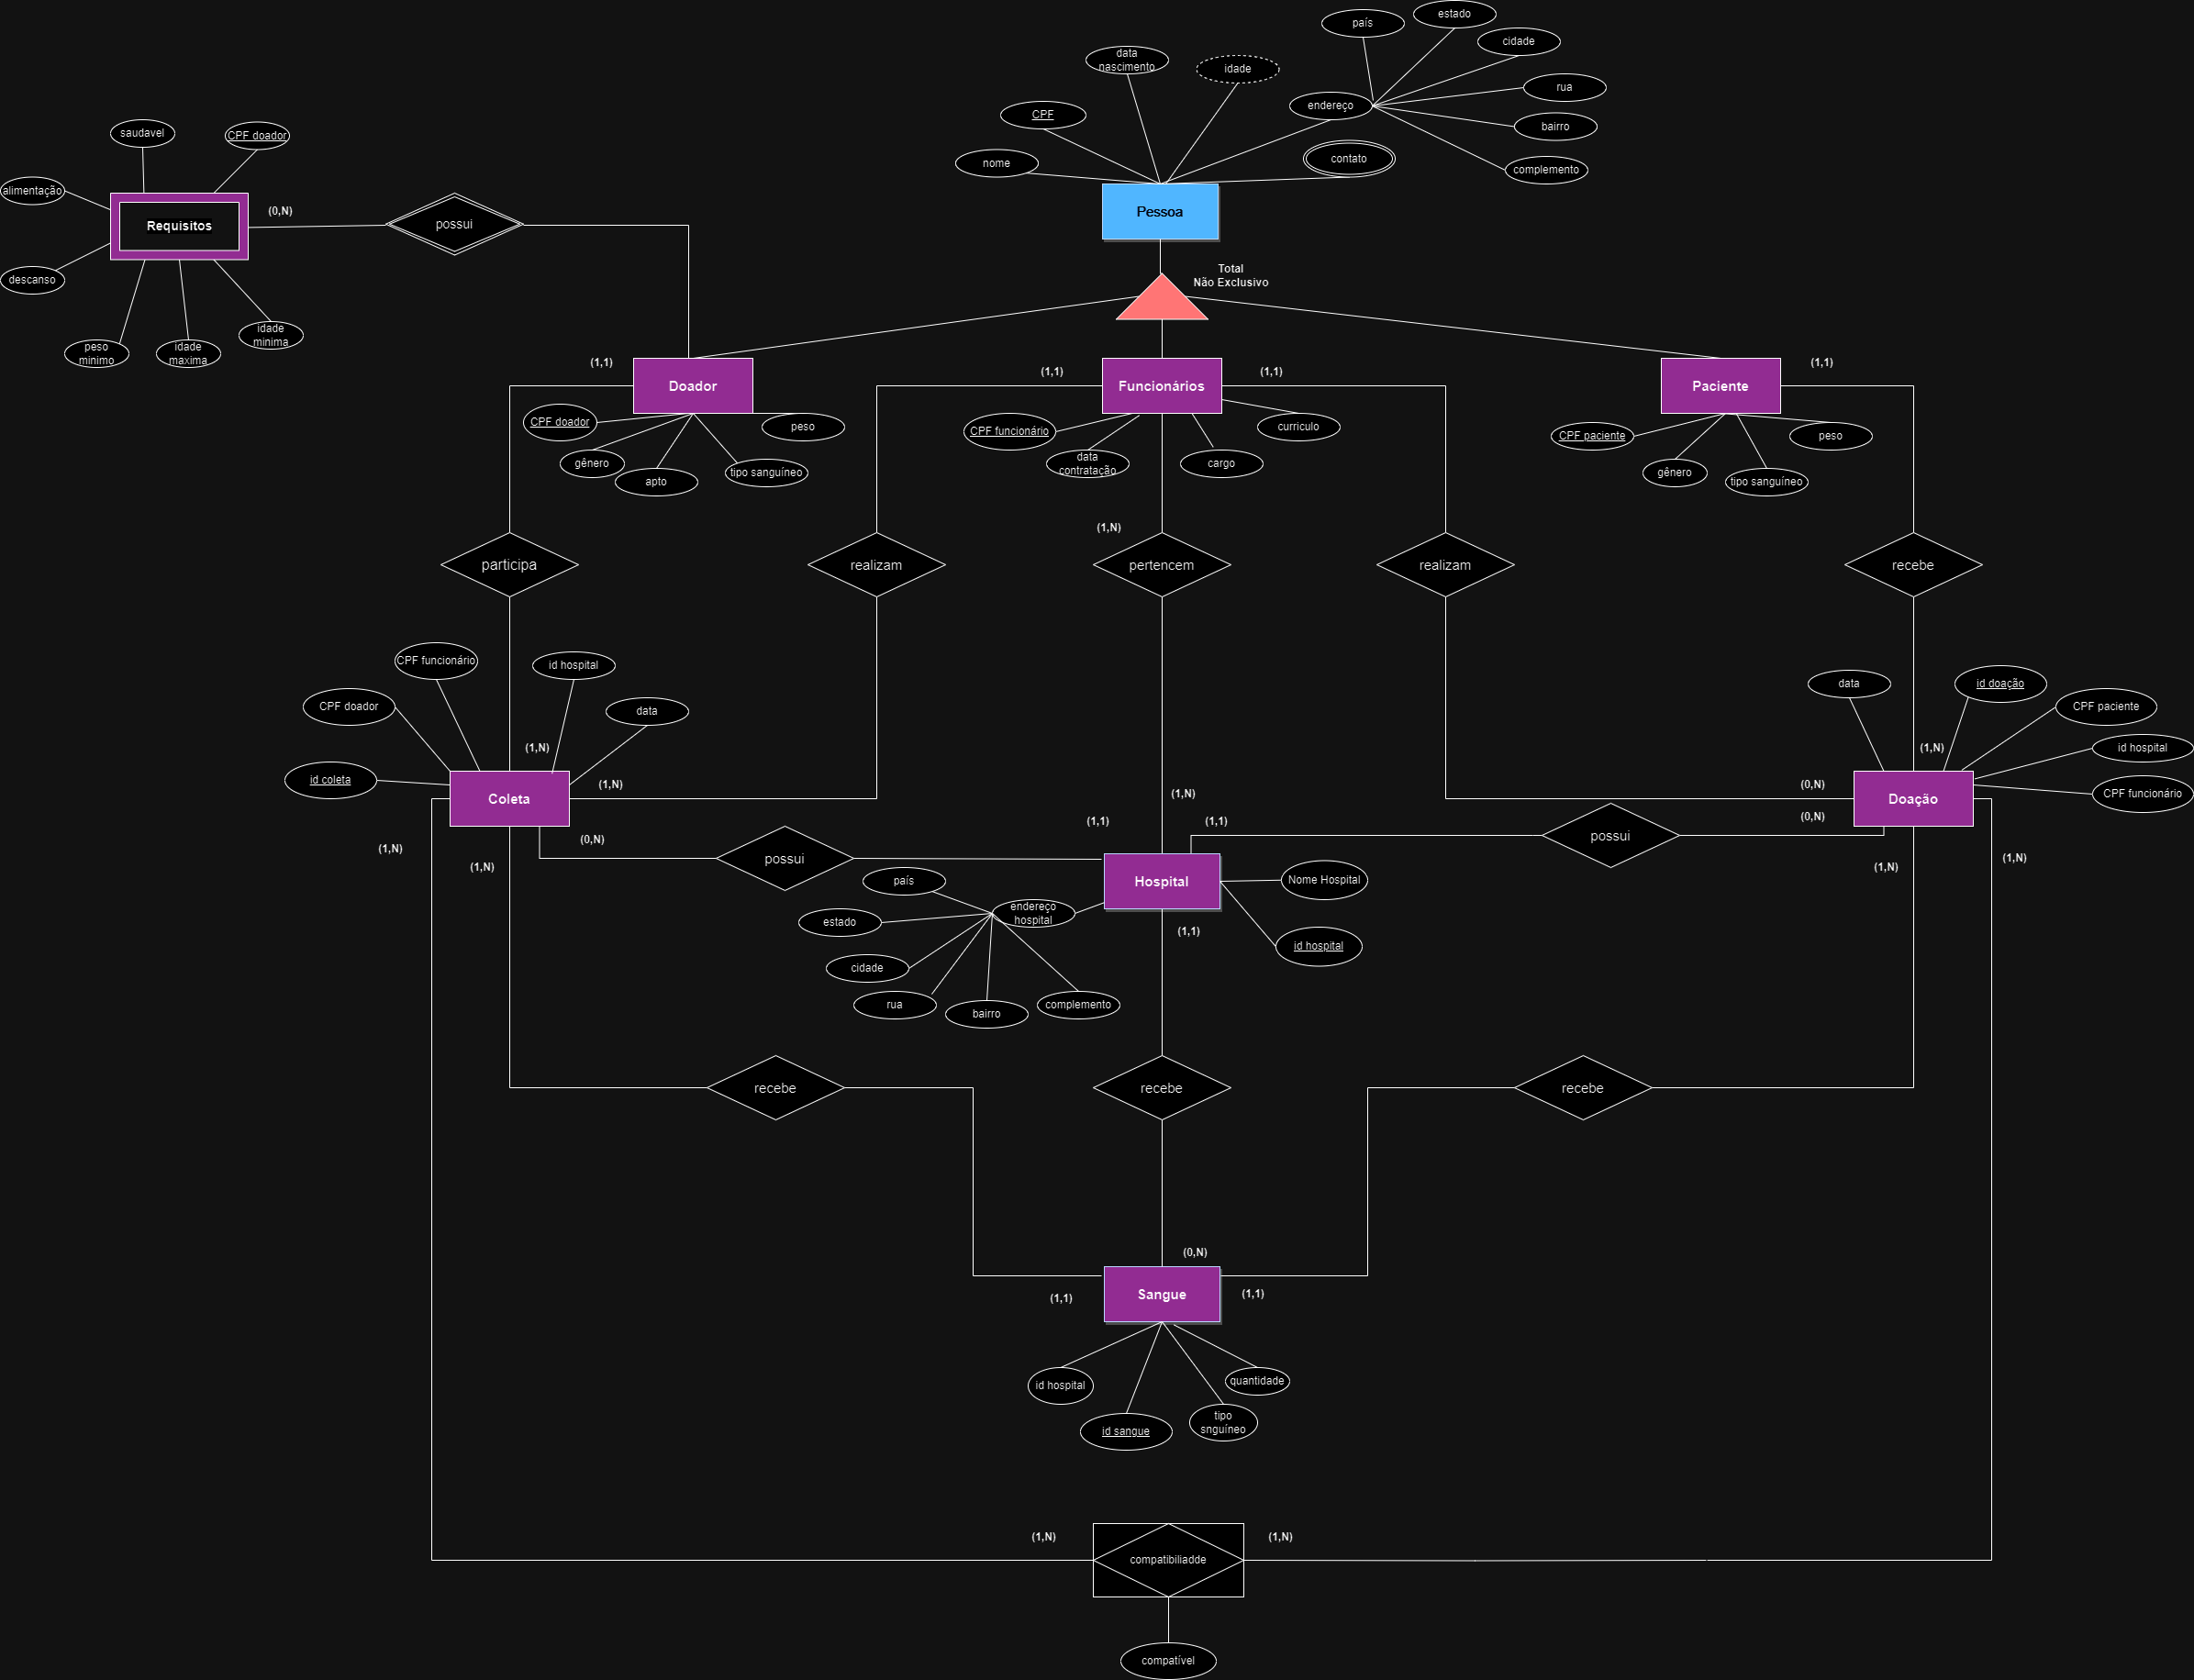 país
estado
cidade
data
nascimento
idade
rua
endereço
CPF
bairro
saudavel
CPF doador
nome
contato
complemento
alimentação
(0,N)
possui
Pessoa
Requisitos
Total
Não Exclusivo
descanso
peso
minimo
idade
maxima
idade
minima
(1,1)
Doador
(1,1)
Funcionários
(1,1)
Paciente
(1,1)
CPF doador
peso
gênero
apto
tipo sanguíneo
CPF funcionário
data
contratação
cargo
curriculo
CPF paciente
peso
gênero
tipo sanguíneo
(1,N)
participa
realizam
pertencem
realizam
recebe
CPF funcionário
id hospital
CPF doador
data
data
id doação
CPF paciente
id hospital
CPF funcionário
(1,N)
(1,N)
id coleta
Coleta
(1,N)
(1,N)
(0,N)
Doação
(1,N)
(1,N)
(0,N)
possui
(1,1)
(1,1)
possui
(0,N)
(1,N)
(1,N)
Hospital
Nome Hospital
país
endereço
hospital
estado
(1,1)
id hospital
cidade
rua
bairro
complemento
recebe
recebe
recebe
(0,N)
(1,1)
Sangue
(1,1)
id hospital
quantidade
id sangue
tipo
snguíneo
(1,N)
(1,N)
compatibiliadde
compatível